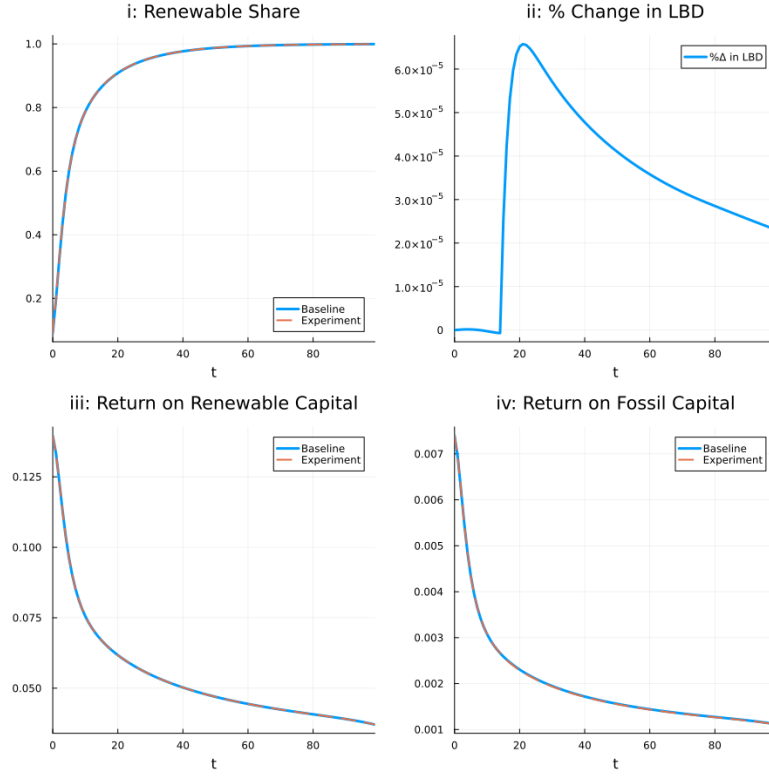 i: Renewable Share
1.0
0.8
0.6
0.4
0.2
0
20
40
60
80
t
Baseline
Experiment
ii: % Change in LBD
6.0×10⁻⁵
5.0×10⁻⁵
4.0×10⁻⁵
3.0×10⁻⁵
2.0×10⁻⁵
1.0×10⁻⁵
0
0
20
40
60
80
t
%Δ in LBD
iii: Return on Renewable Capital
0.125
0.100
0.075
0.050
0
20
40
60
80
t
Baseline
Experiment
iv: Return on Fossil Capital
0.007
0.006
0.005
0.004
0.003
0.002
0.001
0
20
40
60
80
t
Baseline
Experiment